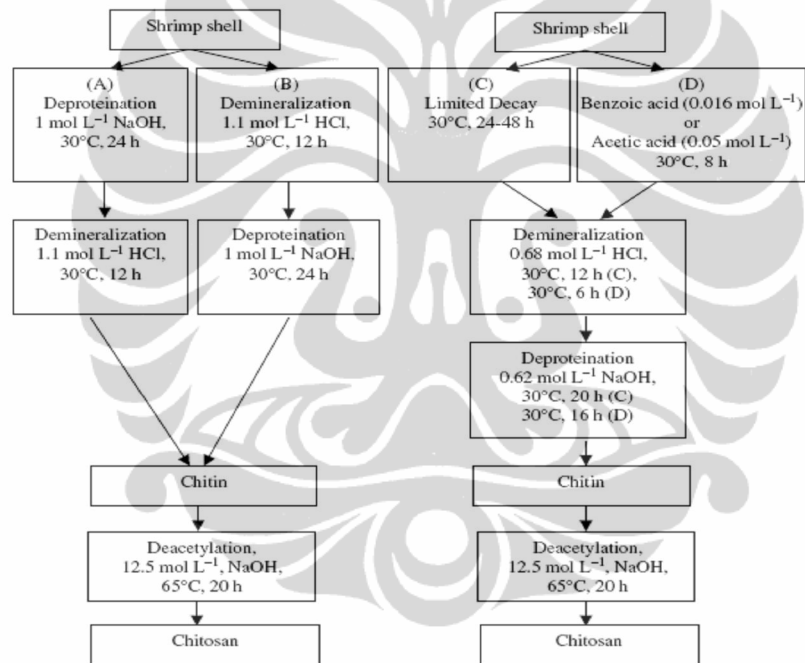 Shrimp shell
(A)
Deproteination
1 mol L⁻¹ NaOH,
30°C, 24 h
(B)
Demineralization
1.1 mol L⁻¹ HCl,
30°C, 12 h
Demineralization
1.1 mol L⁻¹ HCl,
30°C, 12 h
Deproteination
1 mol L⁻¹ NaOH,
30°C, 24 h
Chitin
Deacetylation,
12.5 mol L⁻¹, NaOH,
65°C, 20 h
Chitosan
Shrimp shell
(C)
Limited Decay
30°C, 24-48 h
(D)
Benzoic acid (0.016 mol L⁻¹)
or
Acetic acid (0.05 mol L⁻¹)
30°C, 8 h
Demineralization
0.68 mol L⁻¹ HCl,
30°C, 12 h (C),
30°C, 6 h (D)
Deproteination
0.62 mol L⁻¹ NaOH,
30°C, 20 h (C)
30°C, 16 h (D)
Chitin
Deacetylation,
12.5 mol L⁻¹, NaOH,
65°C, 20 h
Chitosan